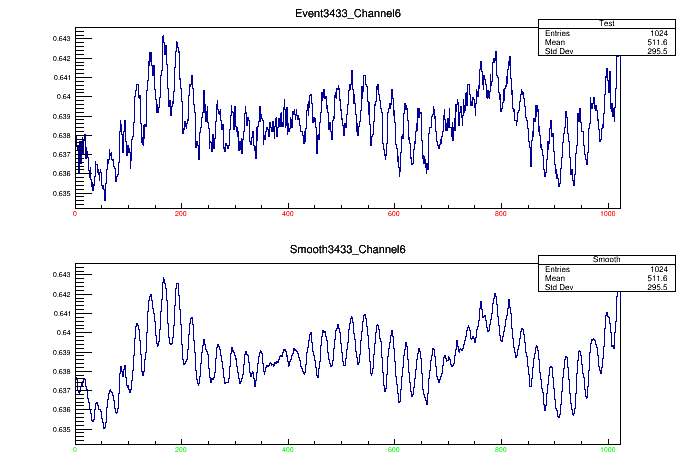 Event3433_Channel6
Test
Entries 1024
Mean 511.6
Std Dev 295.5
0.643
0.642
0.641
0.64
0.639
0.638
0.637
0.636
0.635
0 200 400 600 800 1000
Smooth3433_Channel6
Smooth
Entries 1024
Mean 511.6
Std Dev 295.5
0.643
0.642
0.641
0.64
0.639
0.638
0.637
0.636
0.635
0 200 400 600 800 1000